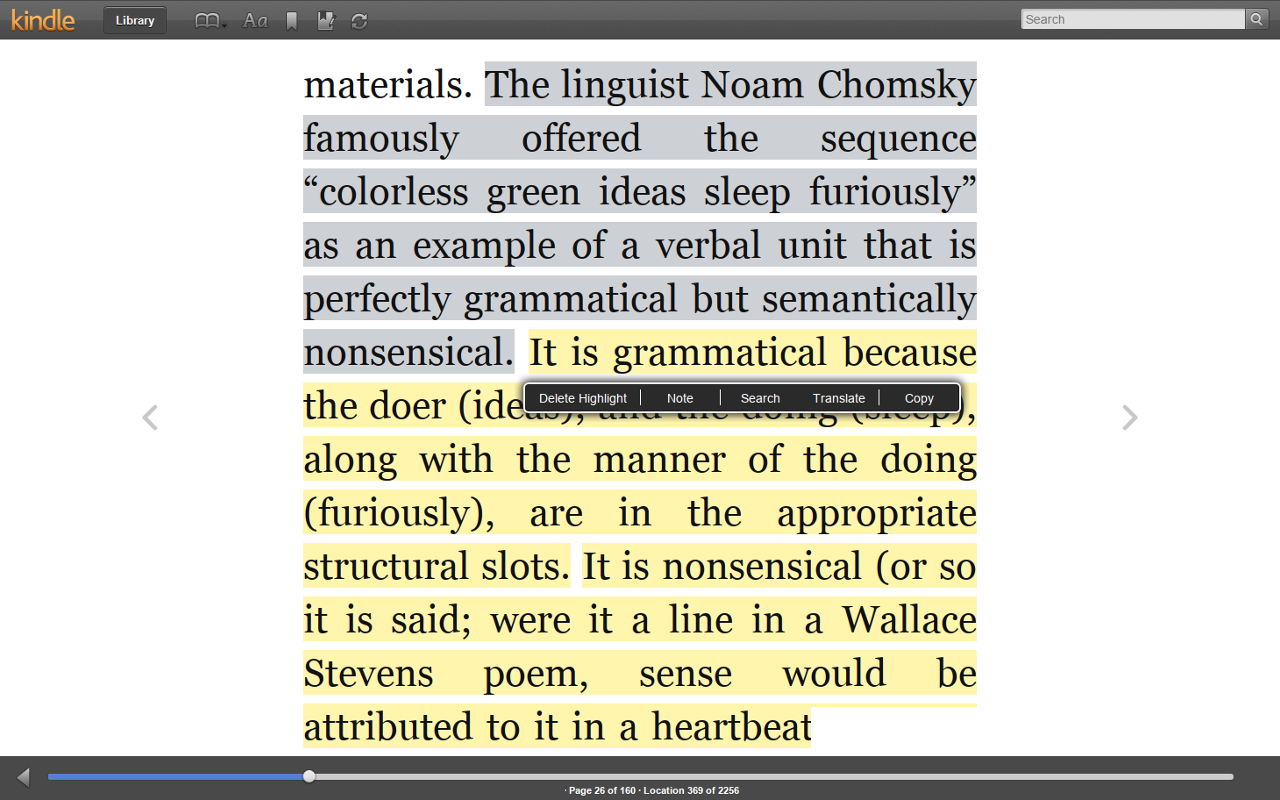 kindle
Library
Aa
Search
materials. The linguist Noam Chomsky
famously offered the sequence
“colorless green ideas sleep furiously”
as an example of a verbal unit that is
perfectly grammatical but semantically
nonsensical. It is grammatical because
Delete Highlight Note Search Translate Copy
the doer (ideas), and the doing (sleep),
along with the manner of the doing
(furiously), are in the appropriate
structural slots. It is nonsensical (or so
it is said; were it a line in a Wallace
Stevens poem, sense would be
attributed to it in a heartbeat
· Page 26 of 160 · Location 369 of 2256